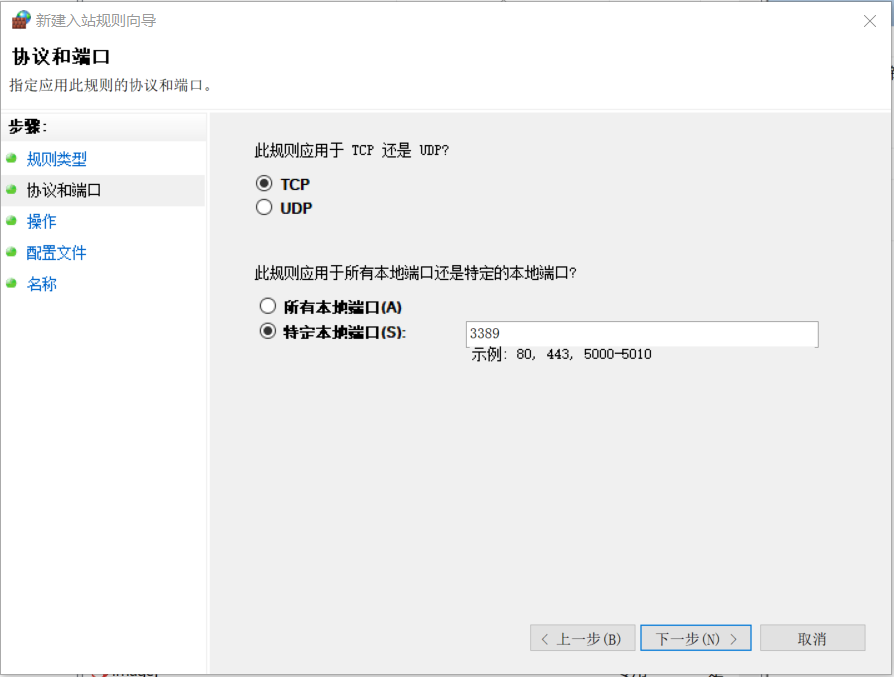 新建入站规则向导
协议和端口
指定应用此规则的协议和端口。
步骤:
规则类型
协议和端口
操作
配置文件
名称
此规则应用于 TCP 还是 UDP?
TCP
UDP
此规则应用于所有本地端口还是特定的本地端口?
所有本地端口(A)
特定本地端口(S):
3389
示例: 80, 443, 5000-5010
< 上一步(B)
下一步(N) >
取消